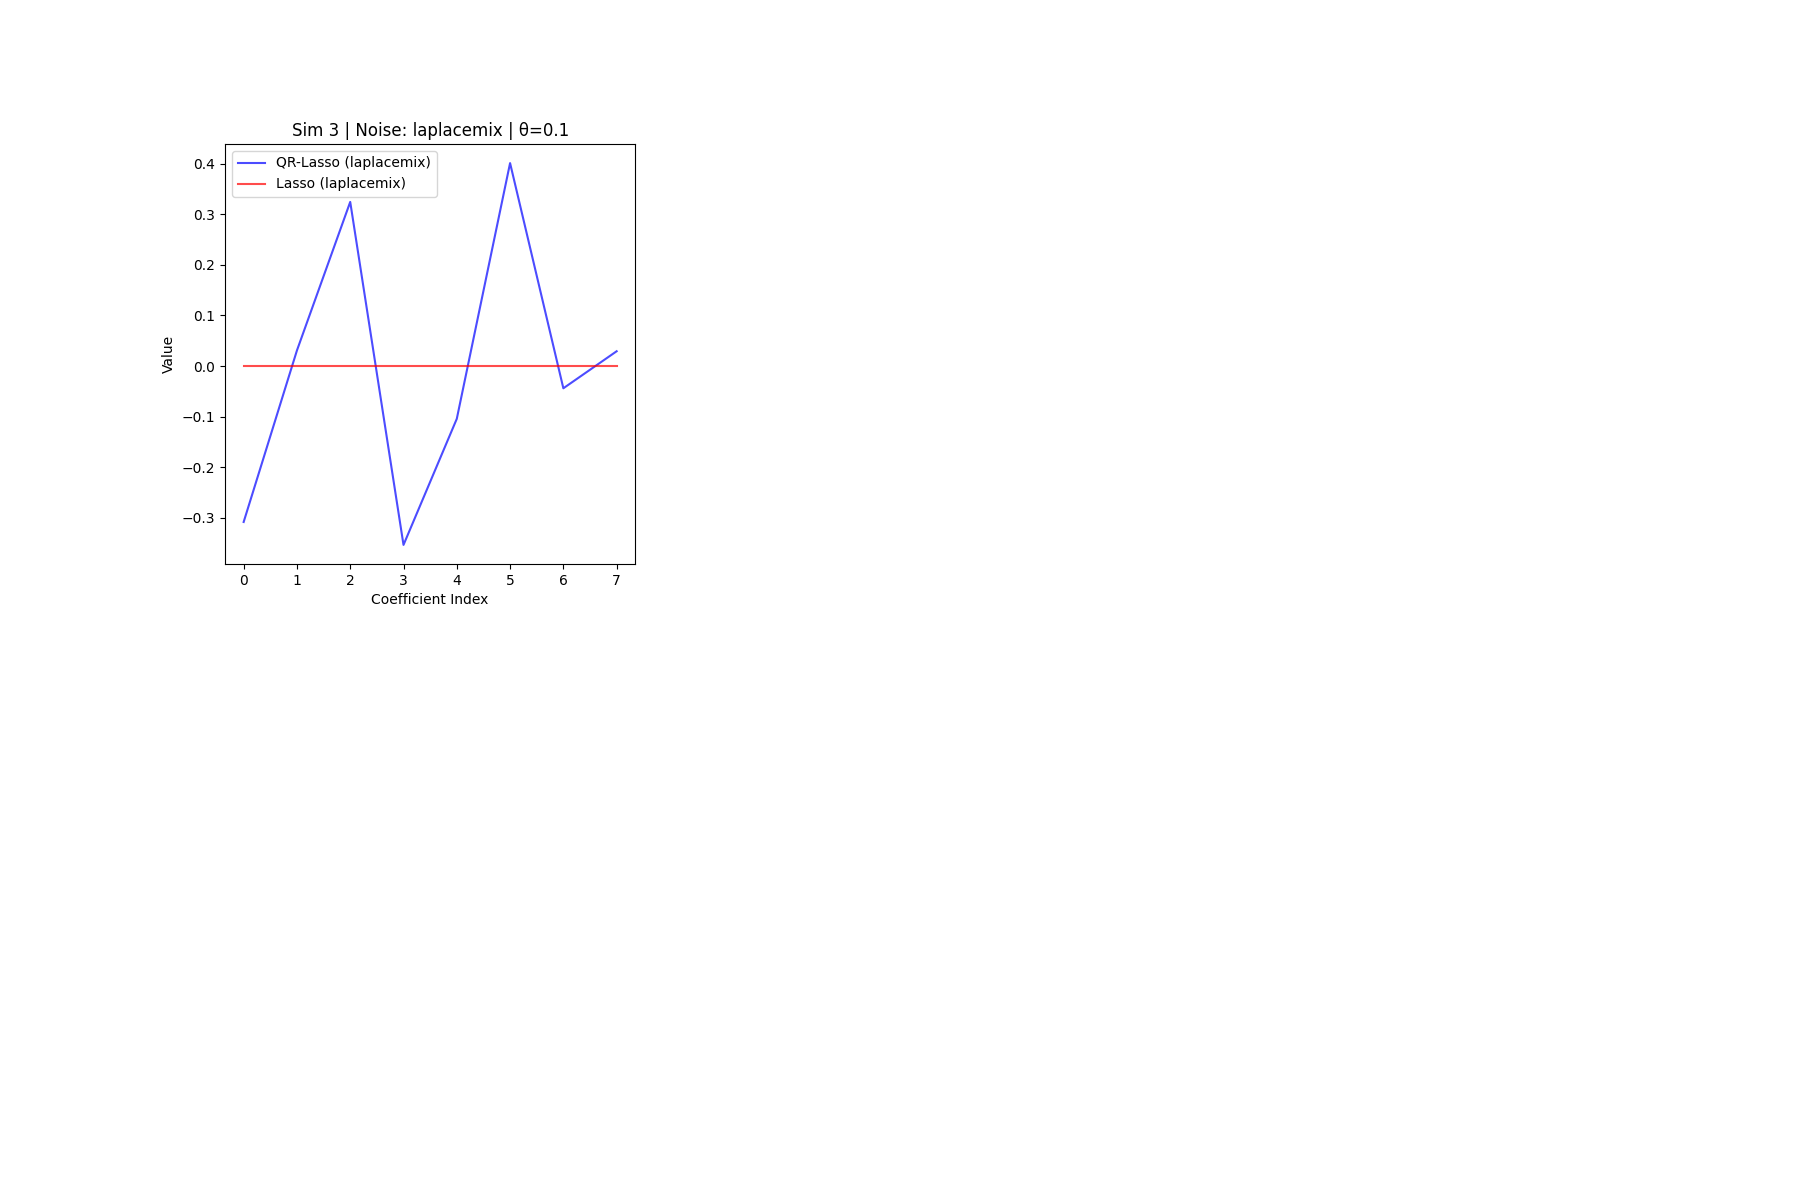 Sim 3 | Noise: laplacemix | θ=0.1
QR-Lasso (laplacemix)
Lasso (laplacemix)
0.4
0.3
0.2
0.1
0.0
−0.1
−0.2
−0.3
Value
0 1 2 3 4 5 6 7
Coefficient Index